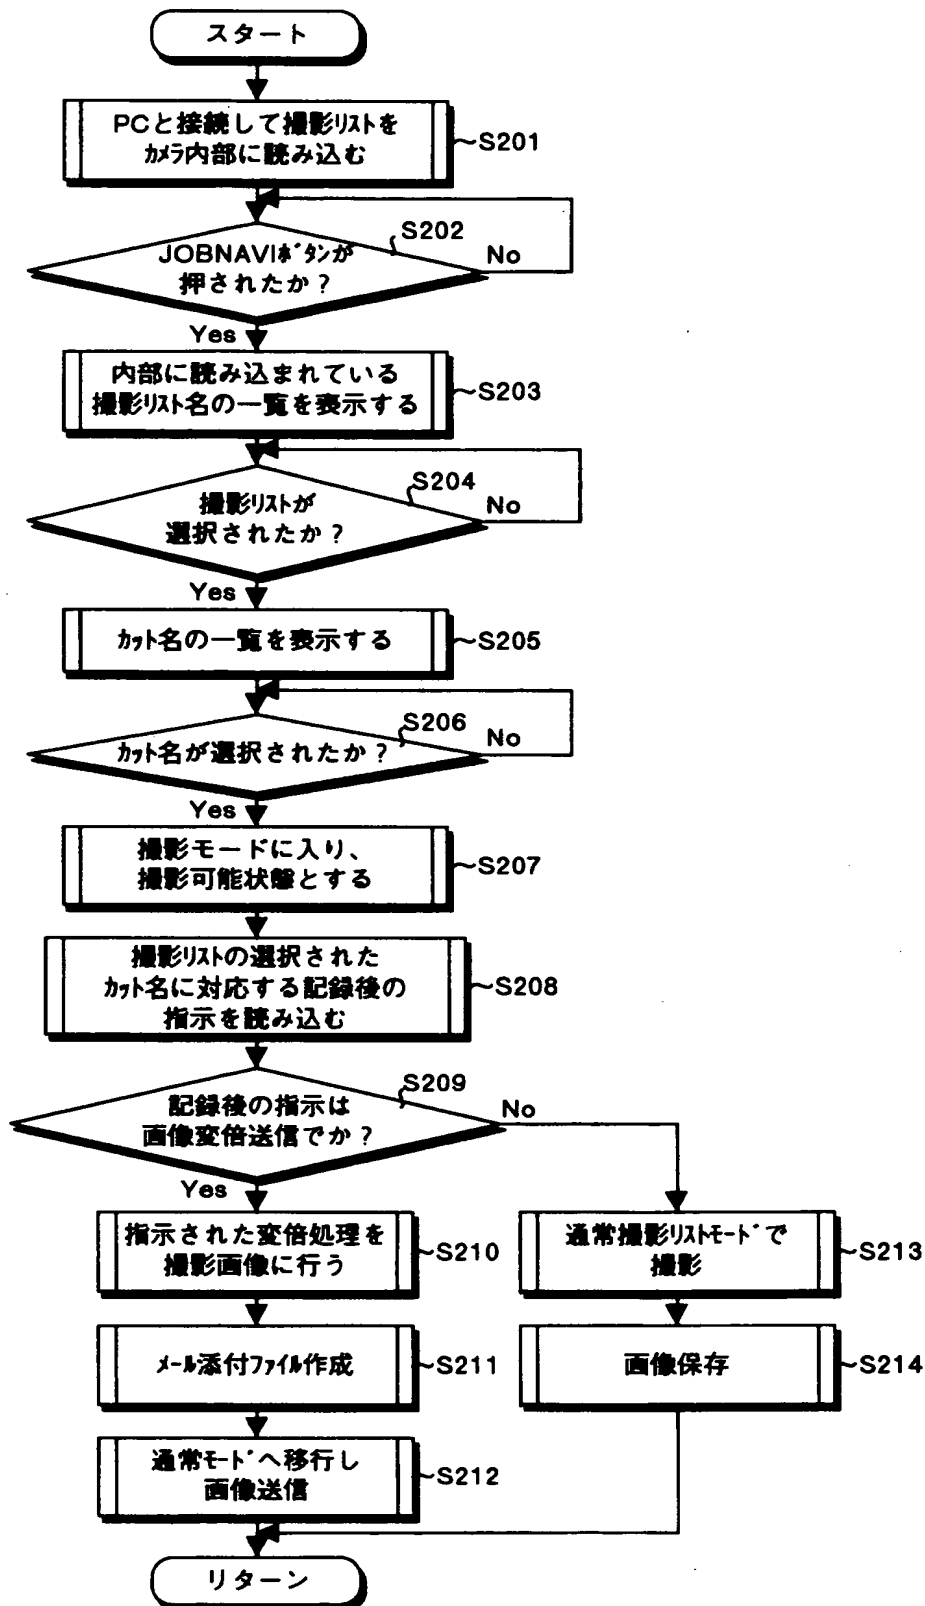 スタート
PCと接続して撮影リストを
カメラ内部に読み込む
S201
S202
JOBNAVIボタンが
押されたか？
No
Yes
内部に読み込まれている
撮影リスト名の一覧を表示する
S203
S204
撮影リストが
選択されたか？
No
Yes
カット名の一覧を表示する
S205
S206
カット名が選択されたか？
No
Yes
撮影モードに入り、
撮影可能状態とする
S207
撮影リストの選択された
カット名に対応する記録後の
指示を読み込む
S208
S209
記録後の指示は
画像変倍送信でか？
No
Yes
指示された変倍処理を
撮影画像に行う
S210
通常撮影リストモードで
撮影
S213
メール添付ファイル作成
S211
画像保存
S214
通常モードへ移行し
画像送信
S212
リターン